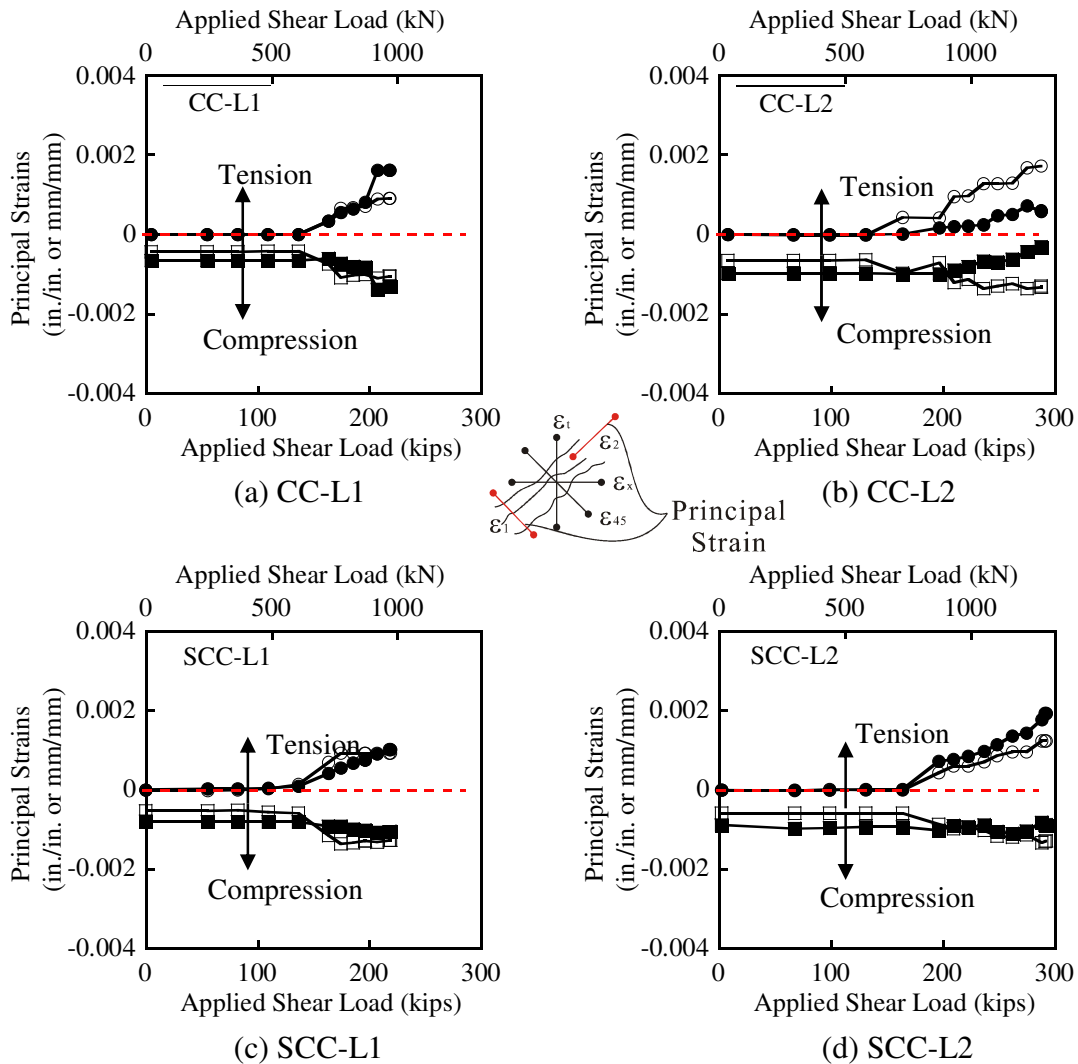 Applied Shear Load (kN)
0 500 1000
0.004
0.002
0
-0.002
-0.004
Principal Strains
(in./in. or mm/mm)
CC-L1
Tension
Compression
0 100 200 300
Applied Shear Load (kips)
(a) CC-L1
Applied Shear Load (kN)
0 500 1000
0.004
0.002
0
-0.002
-0.004
Principal Strains
(in./in. or mm/mm)
CC-L2
Tension
Compression
0 100 200 300
Applied Shear Load (kips)
(b) CC-L2
εt
ε2
εx
ε45
ε1
Principal
Strain
Applied Shear Load (kN)
0 500 1000
0.004
0.002
0
-0.002
-0.004
Principal Strains
(in./in. or mm/mm)
SCC-L1
Tension
Compression
0 100 200 300
Applied Shear Load (kips)
(c) SCC-L1
Applied Shear Load (kN)
0 500 1000
0.004
0.002
0
-0.002
-0.004
Principal Strains
(in./in. or mm/mm)
SCC-L2
Tension
Compression
0 100 200 300
Applied Shear Load (kips)
(d) SCC-L2